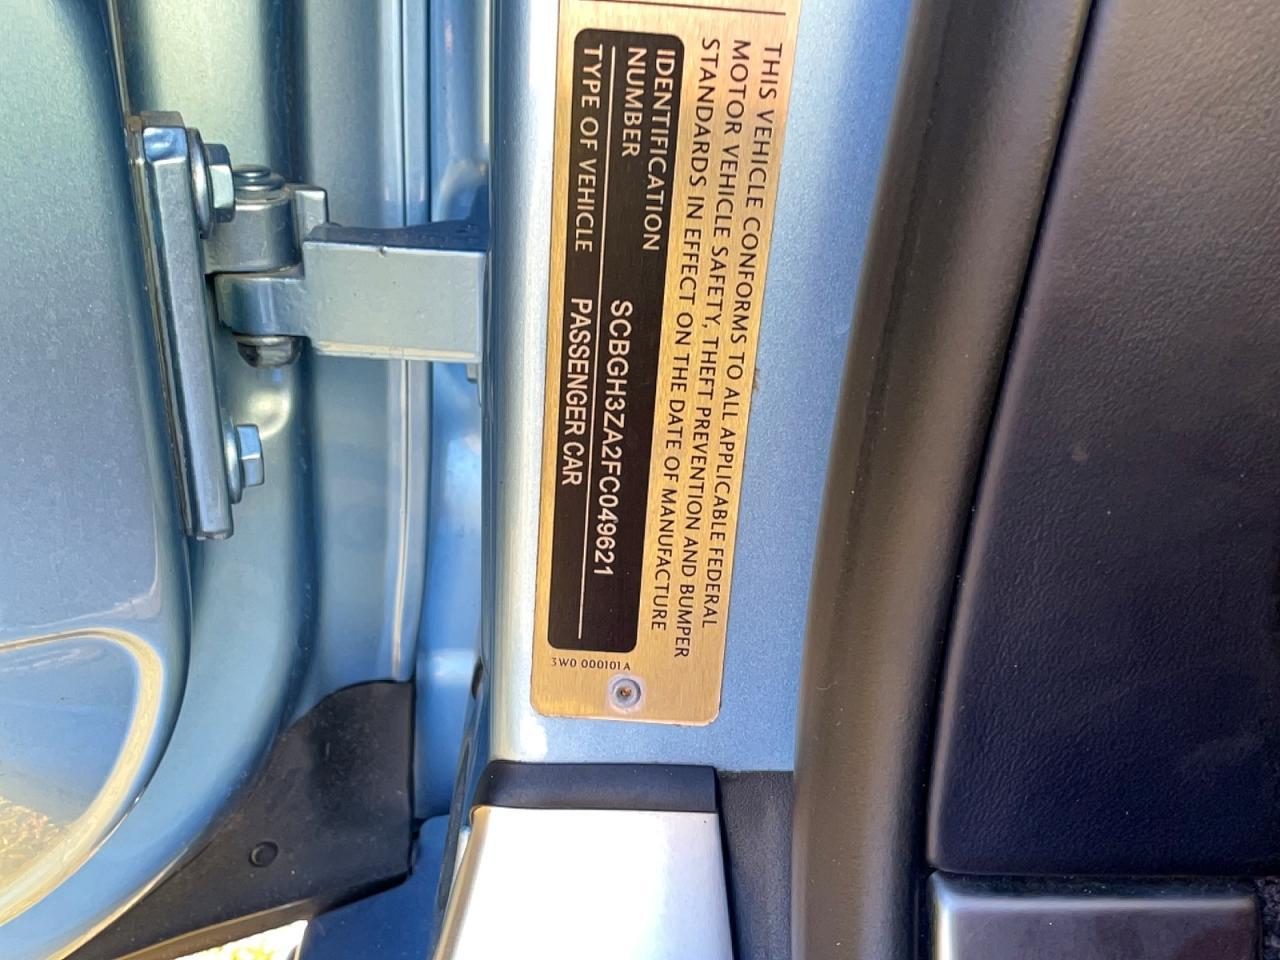 THIS VEHICLE CONFORMS TO ALL APPLICABLE FEDERAL
MOTOR VEHICLE SAFETY, THEFT PREVENTION AND BUMPER
STANDARDS IN EFFECT ON THE DATE OF MANUFACTURE
IDENTIFICATION
NUMBER SCBGH3ZA2FC049621
TYPE OF VEHICLE PASSENGER CAR
3W0 000101A